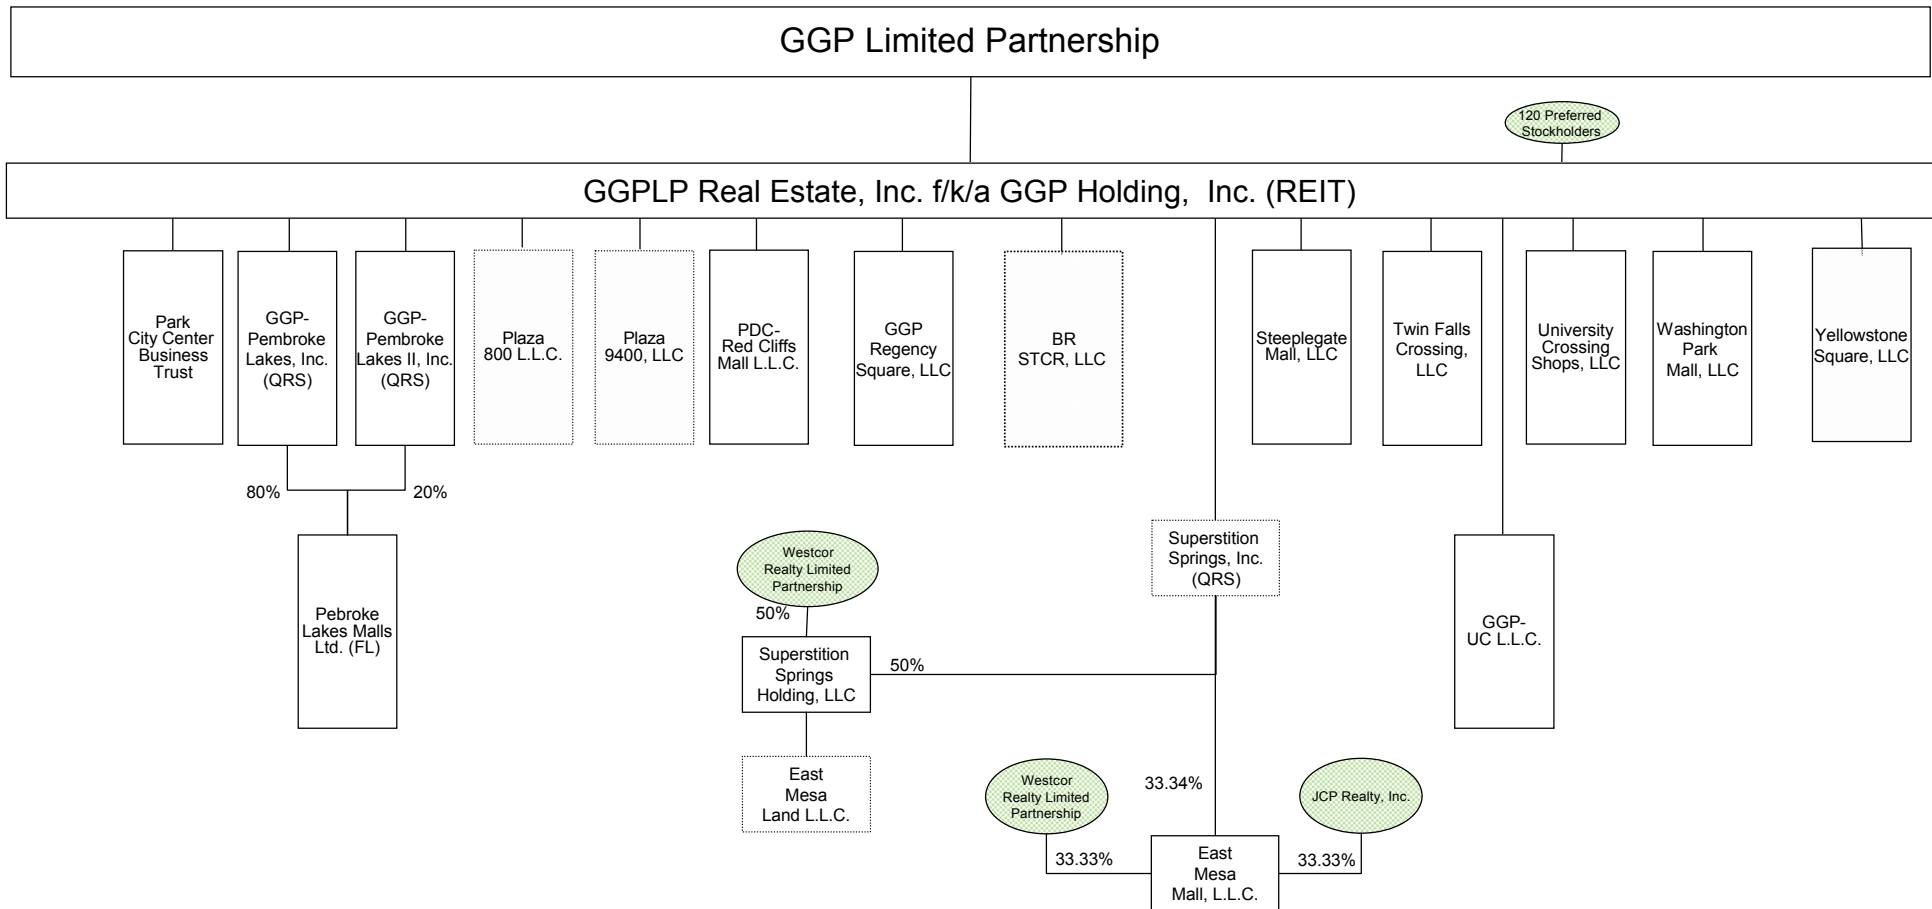 GGP Limited Partnership
120 Preferred
Stockholders
GGPLP Real Estate, Inc. f/k/a GGP Holding, Inc. (REIT)
Park
City Center
Business
Trust
GGP-
Pembroke
Lakes, Inc.
(QRS)
GGP-
Pembroke
Lakes II, Inc.
(QRS)
Plaza
800 L.L.C.
Plaza
9400, LLC
PDC-
Red Cliffs
Mall L.L.C.
GGP
Regency
Square, LLC
BR
STCR, LLC
Steeplegate
Mall, LLC
Twin Falls
Crossing,
LLC
University
Crossing
Shops, LLC
Washington
Park
Mall, LLC
Yellowstone
Square, LLC
80%
20%
Pebroke
Lakes Malls
Ltd. (FL)
Westcor
Realty Limited
Partnership
50%
Superstition
Springs
Holding, LLC
50%
East
Mesa
Land L.L.C.
Superstition
Springs, Inc.
(QRS)
GGP-
UC L.L.C.
33.34%
Westcor
Realty Limited
Partnership
33.33%
JCP Realty, Inc.
33.33%
East
Mesa
Mall, L.L.C.